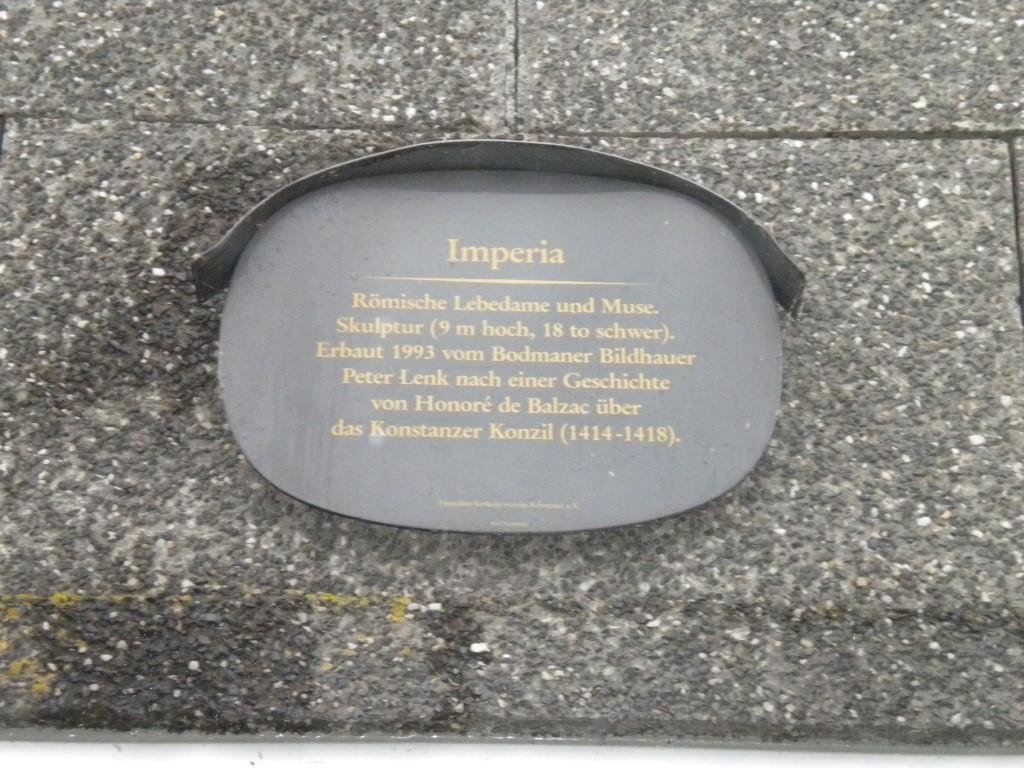 Imperia
Römische Lebedame und Muse.
Skulptur (9 m hoch, 18 to schwer).
Erbaut 1993 vom Bodmaner Bildhauer
Peter Lenk nach einer Geschichte
von Honoré de Balzac über
das Konstanzer Konzil (1414-1418).
Konstanz e.V.